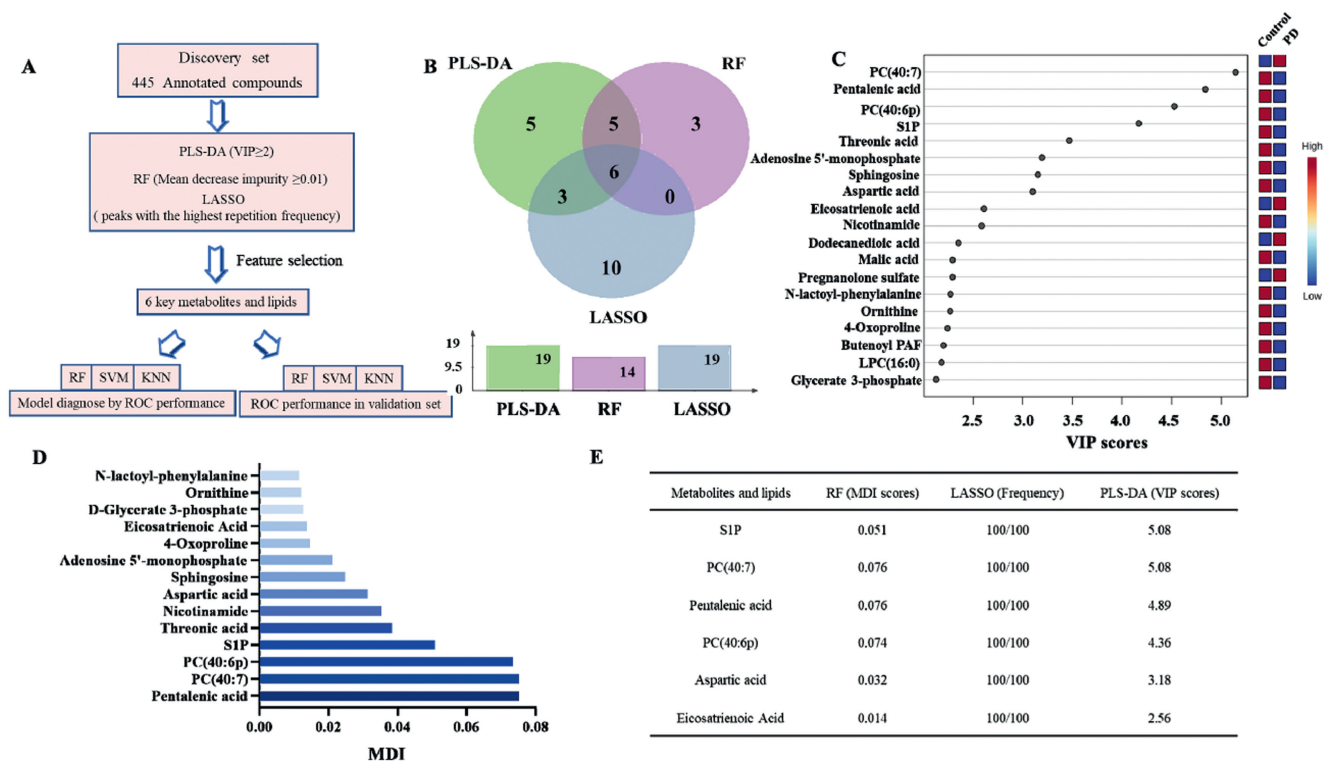 A
Discovery set
445 Annotated compounds
PLS-DA (VIP≥2)
RF (Mean decrease impurity ≥0.01)
LASSO
( peaks with the highest repetition frequency)
Feature selection
6 key metabolites and lipids
RF SVM KNN
Model diagnose by ROC performance
RF SVM KNN
ROC performance in validation set
B
PLS-DA
RF
5
5
3
6
3
0
10
LASSO
19
9.5
0
19
14
19
PLS-DA
RF
LASSO
C
Control
PD
PC(40:7)
Pentalenic acid
PC(40:6p)
S1P
Threonic acid
Adenosine 5'-monophosphate
Sphingosine
Aspartic acid
Eicosatrienoic acid
Nicotinamide
Dodecanedioic acid
Malic acid
Pregnanolone sulfate
N-lactoyl-phenylalanine
Ornithine
4-Oxoproline
Butenoyl PAF
LPC(16:0)
Glycerate 3-phosphate
2.5 3.0 3.5 4.0 4.5 5.0
VIP scores
High
Low
D
N-lactoyl-phenylalanine
Ornithine
D-Glycerate 3-phosphate
Eicosatrienoic Acid
4-Oxoproline
Adenosine 5'-monophosphate
Sphingosine
Aspartic acid
Nicotinamide
Threonic acid
S1P
PC(40:6p)
PC(40:7)
Pentalenic acid
0.00 0.02 0.04 0.06 0.08
MDI
E
Metabolites and lipids RF (MDI scores) LASSO (Frequency) PLS-DA (VIP scores)
S1P 0.051 100/100 5.08
PC(40:7) 0.076 100/100 5.08
Pentalenic acid 0.076 100/100 4.89
PC(40:6p) 0.074 100/100 4.36
Aspartic acid 0.032 100/100 3.18
Eicosatrienoic Acid 0.014 100/100 2.56